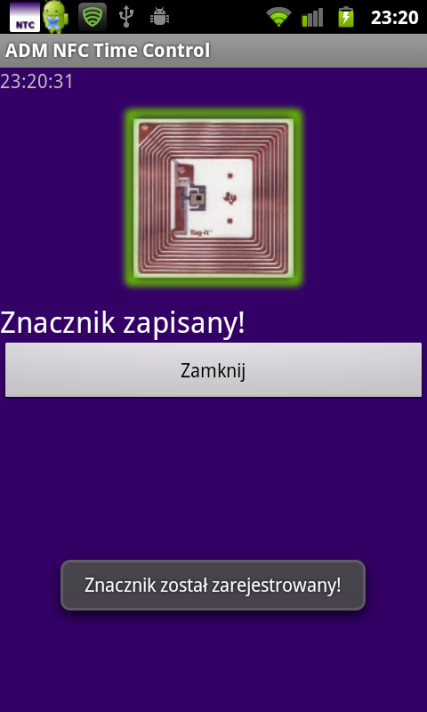 NTC
23:20
ADM NFC Time Control
23:20:31
Tag-it
Znacznik zapisany!
Zamknij
Znacznik został zarejestrowany!